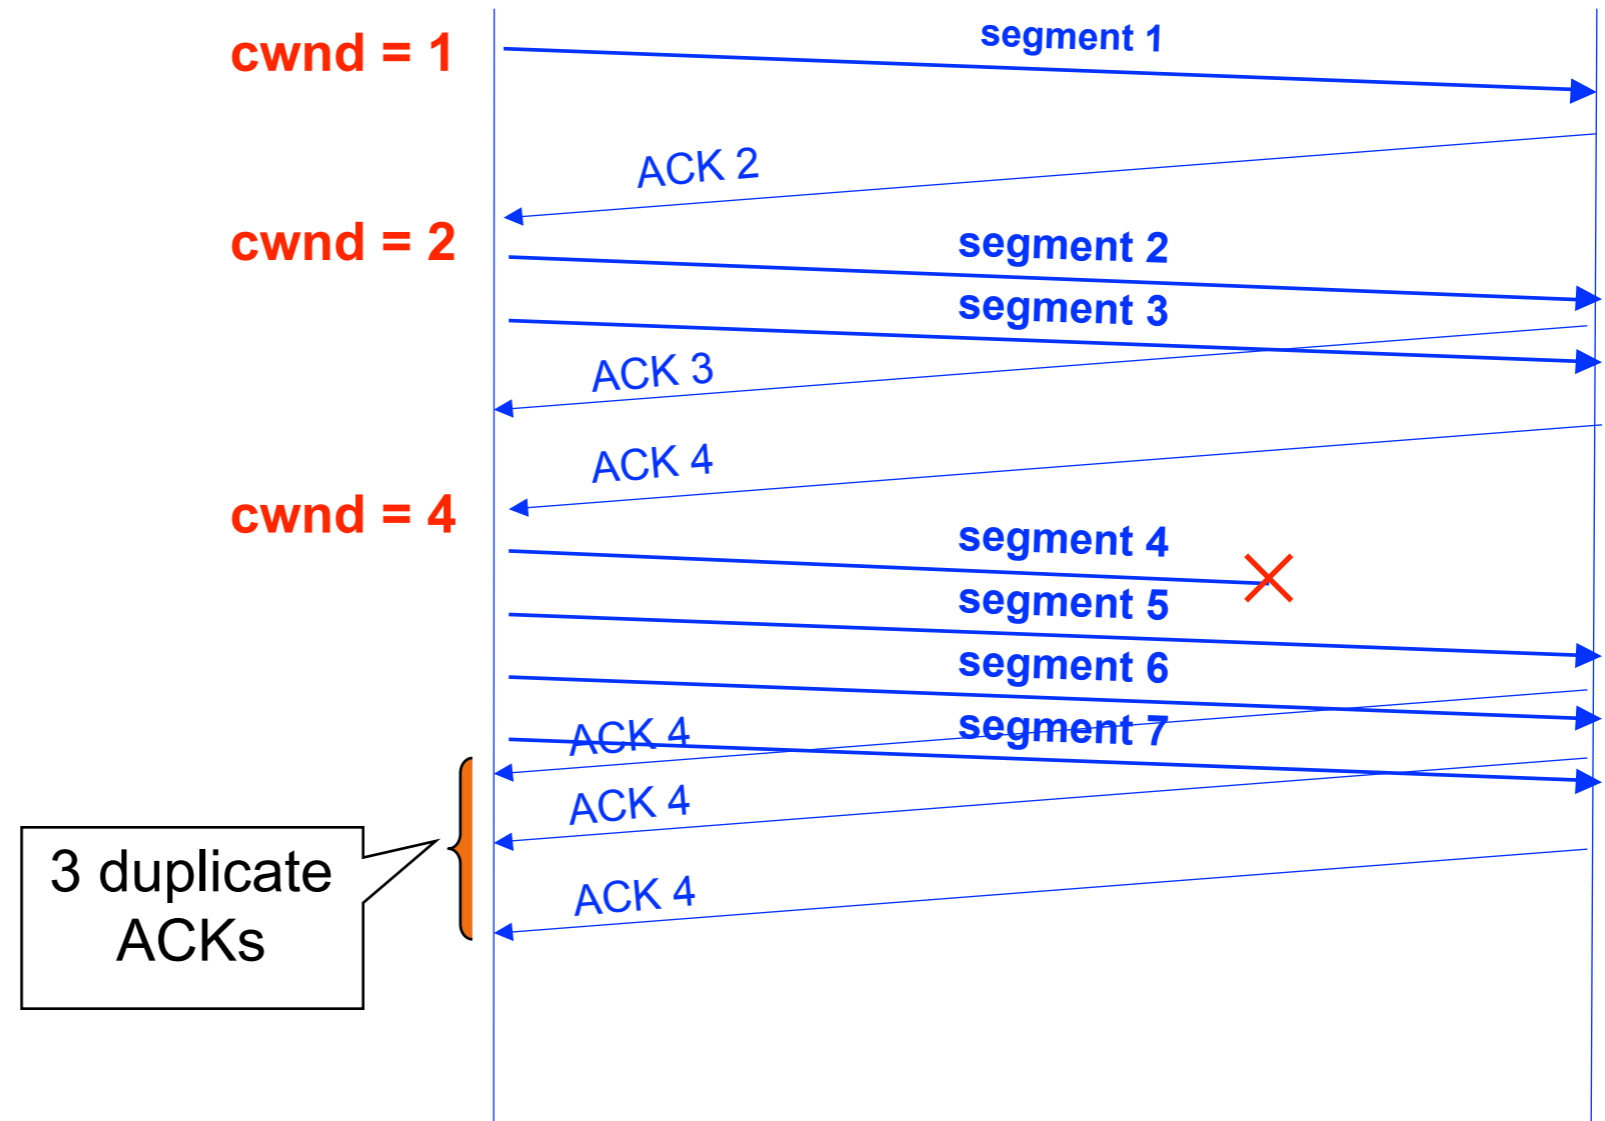 cwnd = 1
segment 1
ACK 2
cwnd = 2
segment 2
segment 3
ACK 3
ACK 4
cwnd = 4
segment 4
segment 5
segment 6
segment 7
ACK 4
ACK 4
3 duplicate
ACKs
ACK 4